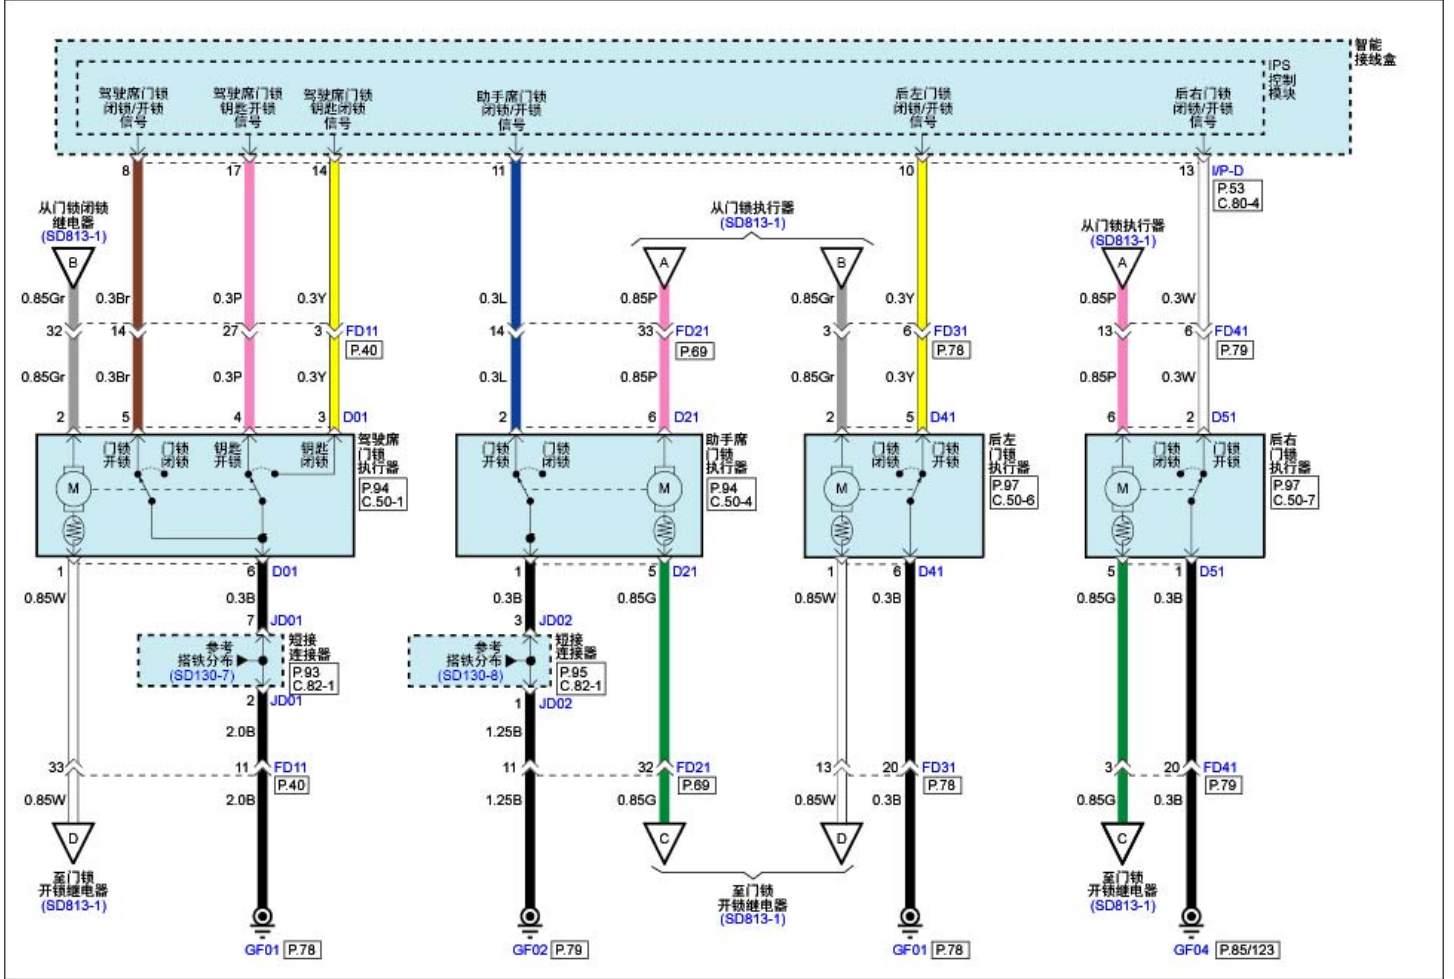 智能
接线盒
IPS
控制
模块
驾驶席门锁
闭锁/开锁
信号
驾驶席门锁
钥匙开锁
信号
驾驶席门锁
钥匙闭锁
信号
助手席门锁
闭锁/开锁
信号
后左门锁
闭锁/开锁
信号
后右门锁
闭锁/开锁
信号
8 17 14 11 10 13 I/P-D
P.53
C.80-4
从门锁闭锁
继电器
(SD813-1)
从门锁执行器
(SD813-1)
从门锁执行器
(SD813-1)
B A B A
0.85Gr 0.3Br 0.3P 0.3Y 0.3L 0.85P 0.85Gr 0.3Y 0.85P 0.3W
32 14 27 3 FD11 14 33 FD21 3 6 FD31 13 6 FD41
P.40 P.69 P.78 P.79
0.85Gr 0.3Br 0.3P 0.3Y 0.3L 0.85P 0.85Gr 0.3Y 0.85P 0.3W
2 5 4 3 D01 2 6 D21 2 5 D41 6 2 D51
门锁
开锁
门锁
闭锁
钥匙
开锁
钥匙
闭锁
M
驾驶席
门锁
执行器
P.94
C.50-1
门锁
开锁
门锁
闭锁
M
助手席
门锁
执行器
P.94
C.50-4
M
门锁
闭锁
门锁
开锁
后左
门锁
执行器
P.97
C.50-6
M
门锁
闭锁
门锁
开锁
后右
门锁
执行器
P.97
C.50-7
1 6 D01 1 5 D21 1 6 D41 5 1 D51
0.85W 0.3B 0.3B 0.85G 0.85W 0.3B 0.85G 0.3B
7 JD01 3 JD02
参考
搭铁分布
(SD130-7)
短接
连接器
P.93
C.82-1
参考
搭铁分布
(SD130-8)
短接
连接器
P.95
C.82-1
2 JD01 1 JD02
2.0B 1.25B
33 11 FD11 11 32 FD21 13 20 FD31 3 20 FD41
P.40 P.69 P.78 P.79
0.85W 2.0B 1.25B 0.85G 0.85W 0.3B 0.85G 0.3B
D C D C
至门锁
开锁继电器
(SD813-1)
至门锁
开锁继电器
(SD813-1)
至门锁
开锁继电器
(SD813-1)
GF01 P.78 GF02 P.79 GF01 P.78 GF04 P.85/123